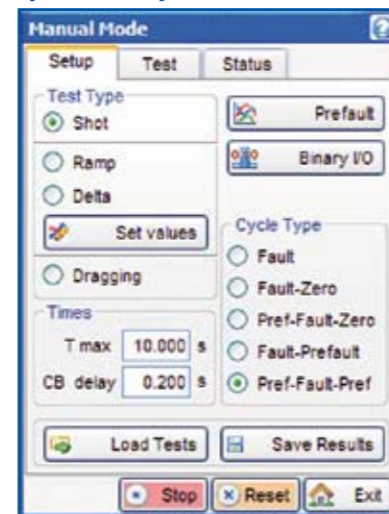 Manual Mode
Setup Test Status
Test Type
Shot
Ramp
Delta
Set values
Dragging
Times
T max 10.000 s
CB delay 0.200 s
Prefault
Binary I/O
Cycle Type
Fault
Fault-Zero
Pref-Fault-Zero
Fault-Prefault
Pref-Fault-Pref
Load Tests Save Results
Stop Reset Exit